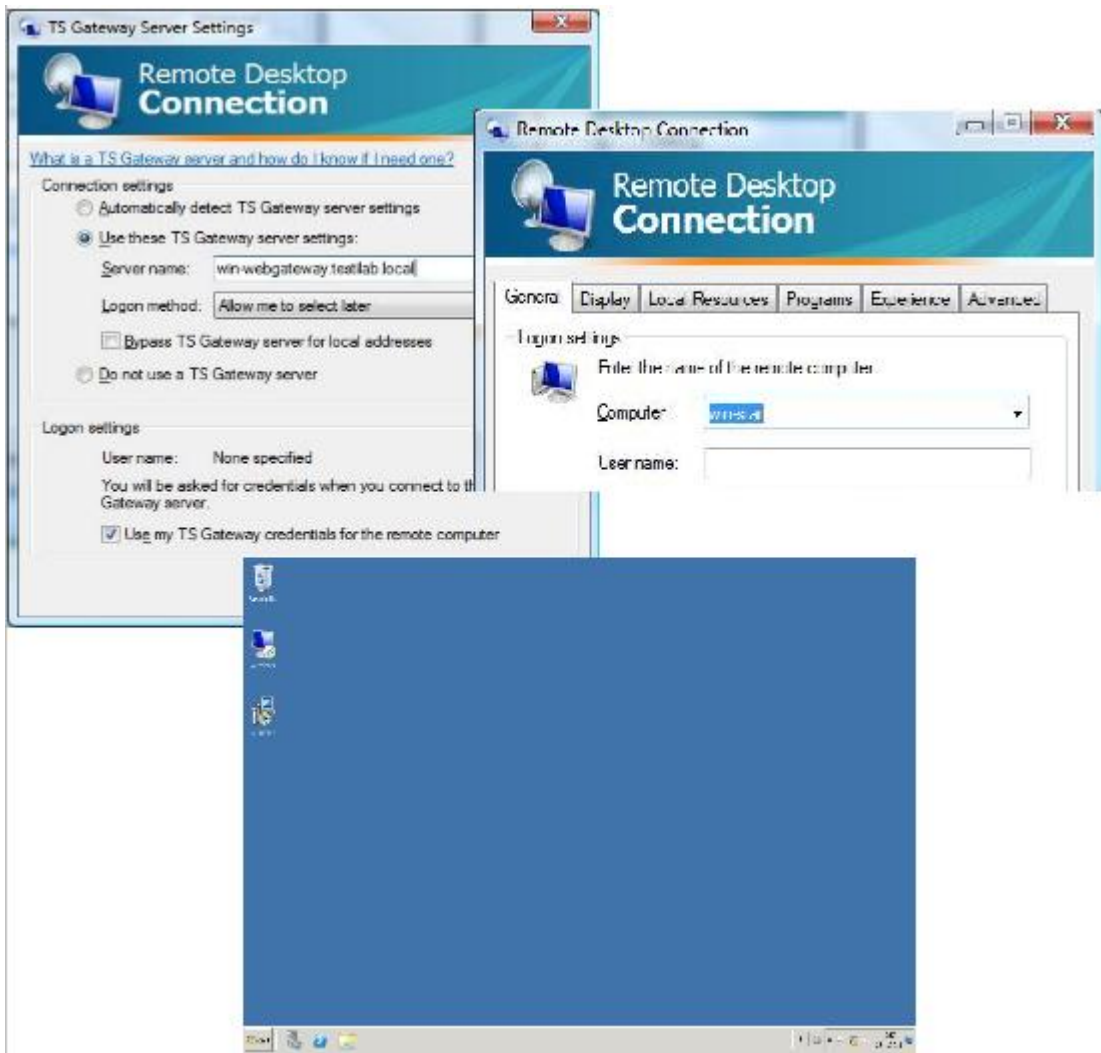 TS Gateway Server Settings
Remote Desktop
Connection
What is a TS Gateway server and how do I know if I need one?
Connection settings
Automatically detect TS Gateway server settings
Use these TS Gateway server settings:
Server name: win-webgateway.testilab.local
Logon method: Allow me to select later
Bypass TS Gateway server for local addresses
Do not use a TS Gateway server
Logon settings
User name: None specified
You will be asked for credentials when you connect to th
Gateway server.
Use my TS Gateway credentials for the remote computer
Remote Desktop Connection
Remote Desktop
Connection
General Display Local Resources Programs Experience Advanced
Logon settings
Enter the name of the remote computer.
Computer
User name: